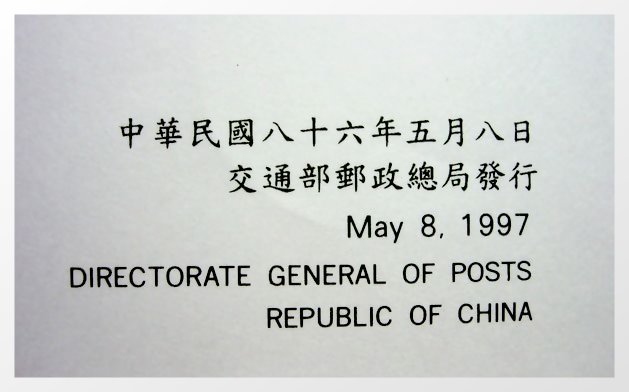 中華民國八十六年五月八日
交通部郵政總局發行
May 8, 1997
DIRECTORATE GENERAL OF POSTS
REPUBLIC OF CHINA